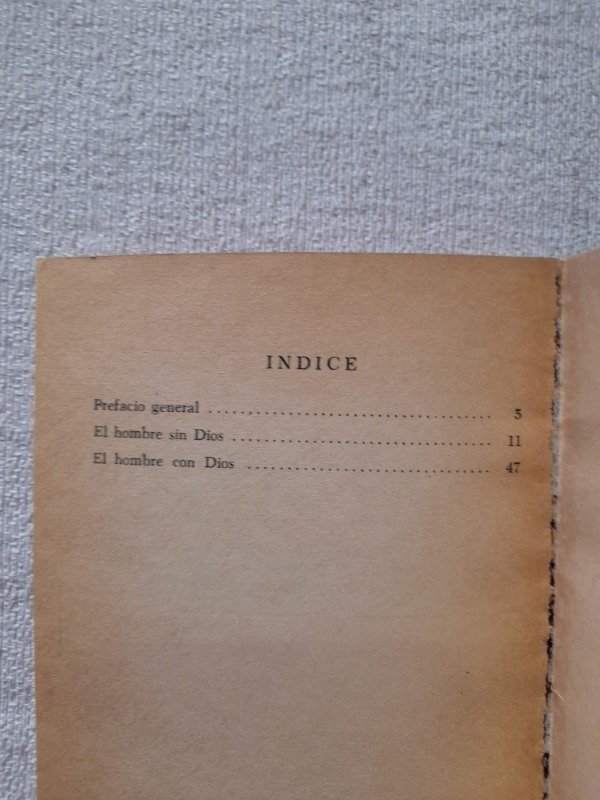 INDICE
Prefacio general ........................................ 5
El hombre sin Dios ..................................... 11
El hombre con Dios ................................... 47